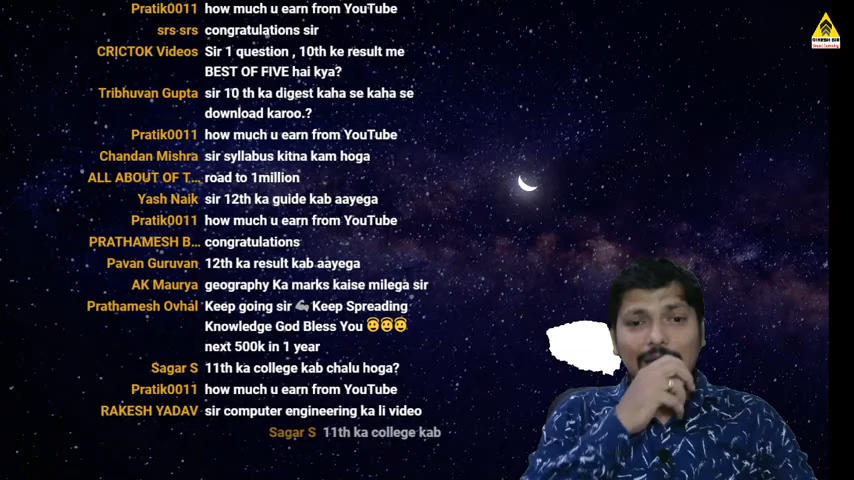 Pratik0011 how much u earn from YouTube
srs srs congratulations sir
CRICTOK Videos Sir 1 question , 10th ke result me
BEST OF FIVE hai kya?
Tribhuvan Gupta sir 10 th ka digest kaha se kaha se
download karoo.?
Pratik0011 how much u earn from YouTube
Chandan Mishra sir syllabus kitna kam hoga
ALL ABOUT OF T... road to 1million
Yash Naik sir 12th ka guide kab aayega
Pratik0011 how much u earn from YouTube
PRATHAMESH B... congratulations
Pavan Guruvan 12th ka result kab aayega
AK Maurya geography Ka marks kaise milega sir
Prathamesh Ovhal Keep going sir 💪 Keep Spreading
Knowledge God Bless You
next 500k in 1 year
Sagar S 11th ka college kab chalu hoga?
Pratik0011 how much u earn from YouTube
RAKESH YADAV sir computer engineering ka li video
Sagar S 11th ka college kab
DINESH SIR